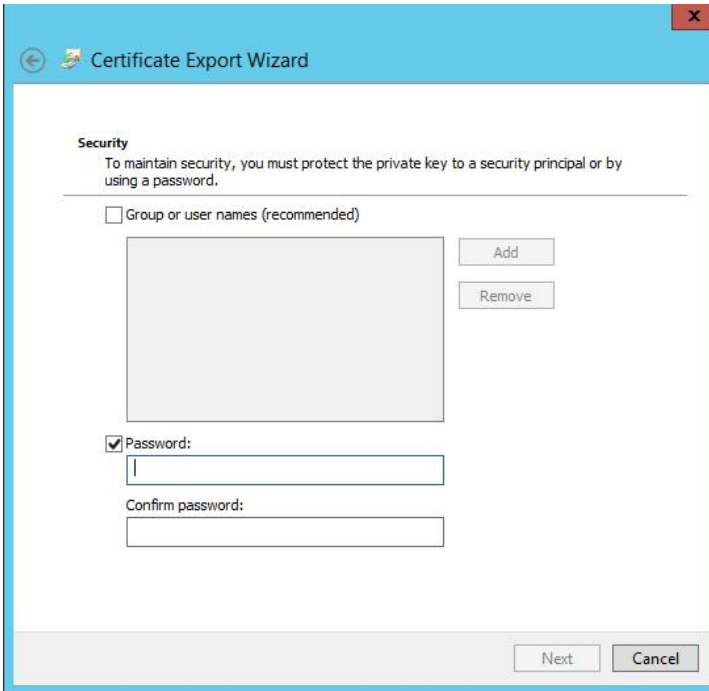 x
Certificate Export Wizard
Security
To maintain security, you must protect the private key to a security principal or by
using a password.
Group or user names (recommended)
Add
Remove
Password:
Confirm password:
Next
Cancel